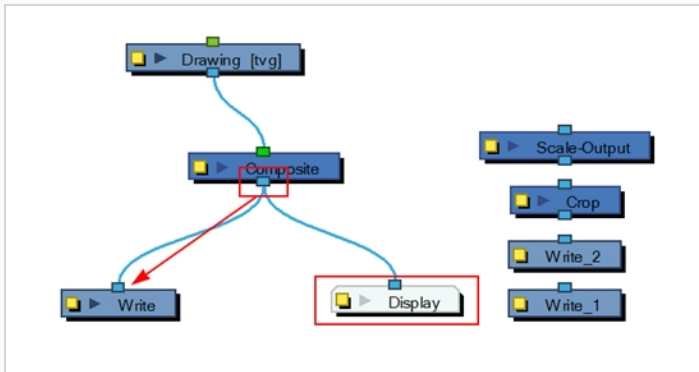 Drawing [tvg]
Composite
Write
Display
Scale-Output
Crop
Write_2
Write_1